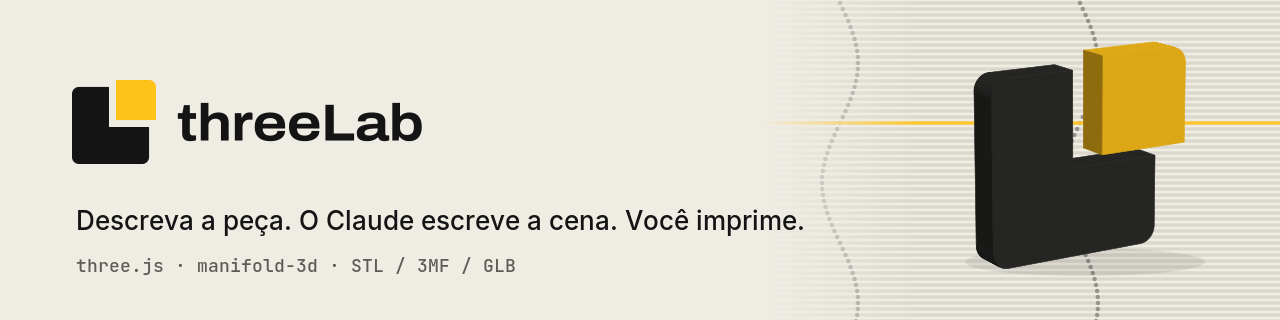 threeLab
Descreva a peça. O Claude escreve a cena. Você imprime.
three.js · manifold-3d · STL / 3MF / GLB